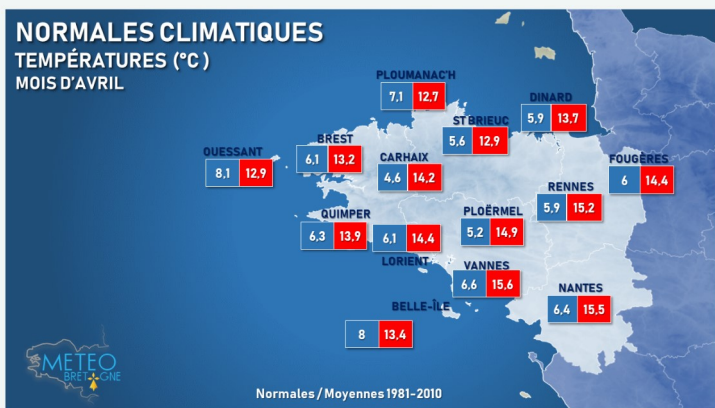 NORMALES CLIMATIQUES
TEMPÉRATURES (°C )
MOIS D'AVRIL
PLOUMANAC'H
7,1 12,7
DINARD
5,9 13,7
ST BRIEUC
5,6 12,9
BREST
6,1 13,2
OUESSANT
8,1 12,9
CARHAIX
4,6 14,2
FOUGÈRES
6 14,4
RENNES
5,9 15,2
QUIMPER
6,3 13,9
6,1 14,4
LORIENT
PLOËRMEL
5,2 14,9
VANNES
6,6 15,6
NANTES
6,4 15,5
BELLE-ÎLE
8 13,4
METEO
BRETAGNE
Normales / Moyennes 1981-2010